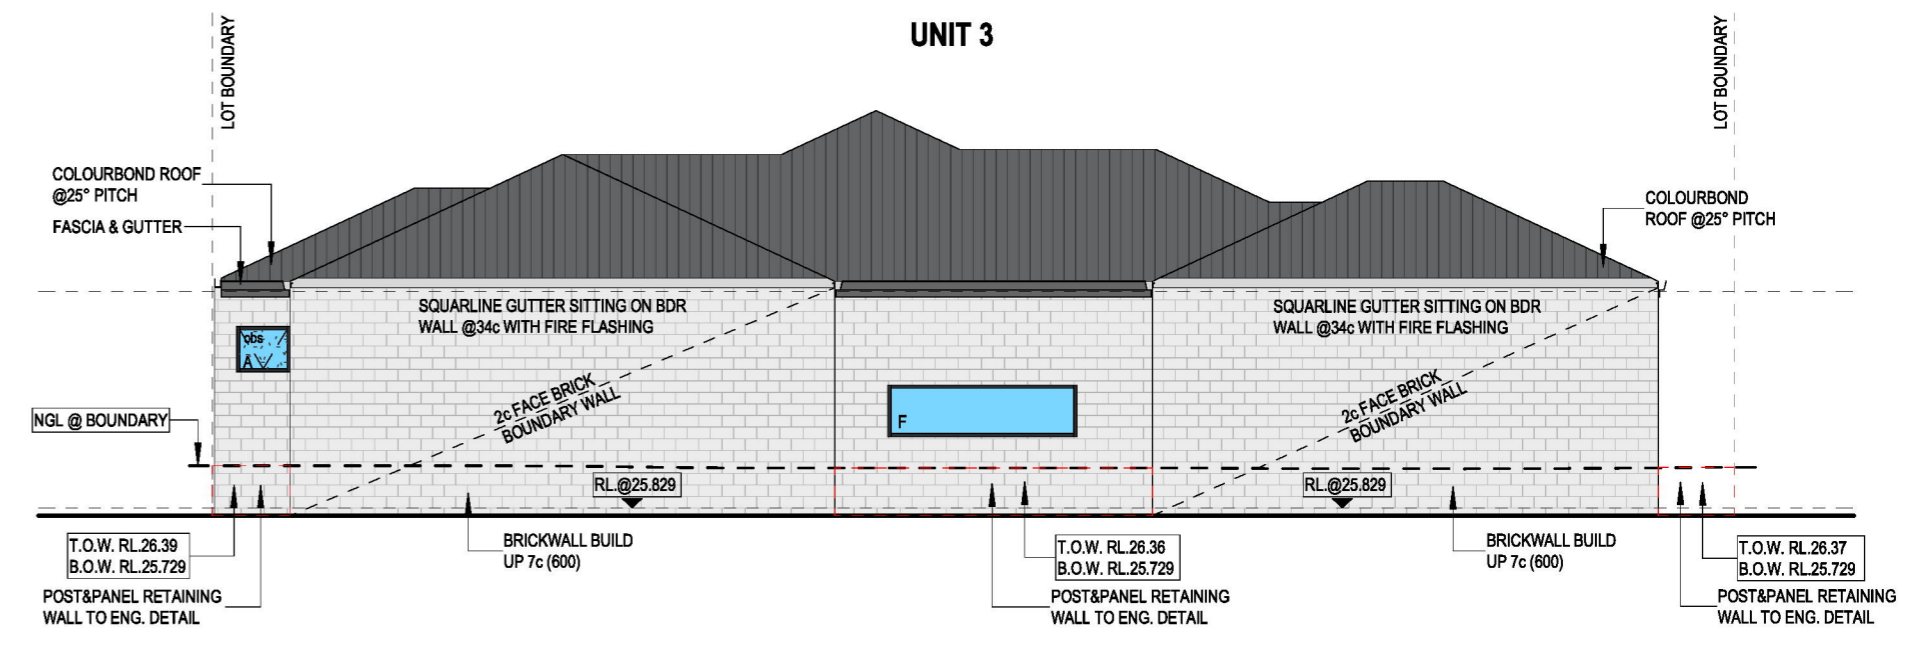 UNIT 3
LOT BOUNDARY
LOT BOUNDARY
COLOURBOND ROOF
@25° PITCH
FASCIA & GUTTER
COLOURBOND
ROOF @25° PITCH
SQUARLINE GUTTER SITTING ON BDR
WALL @34c WITH FIRE FLASHING
SQUARLINE GUTTER SITTING ON BDR
WALL @34c WITH FIRE FLASHING
obs
A
2c FACE BRICK
BOUNDARY WALL
F
2c FACE BRICK
BOUNDARY WALL
NGL @ BOUNDARY
RL.@25.829
RL.@25.829
T.O.W. RL.26.39
B.O.W. RL.25.729
POST&PANEL RETAINING
WALL TO ENG. DETAIL
BRICKWALL BUILD
UP 7c (600)
T.O.W. RL.26.36
B.O.W. RL.25.729
POST&PANEL RETAINING
WALL TO ENG. DETAIL
BRICKWALL BUILD
UP 7c (600)
T.O.W. RL.26.37
B.O.W. RL.25.729
POST&PANEL RETAINING
WALL TO ENG. DETAIL